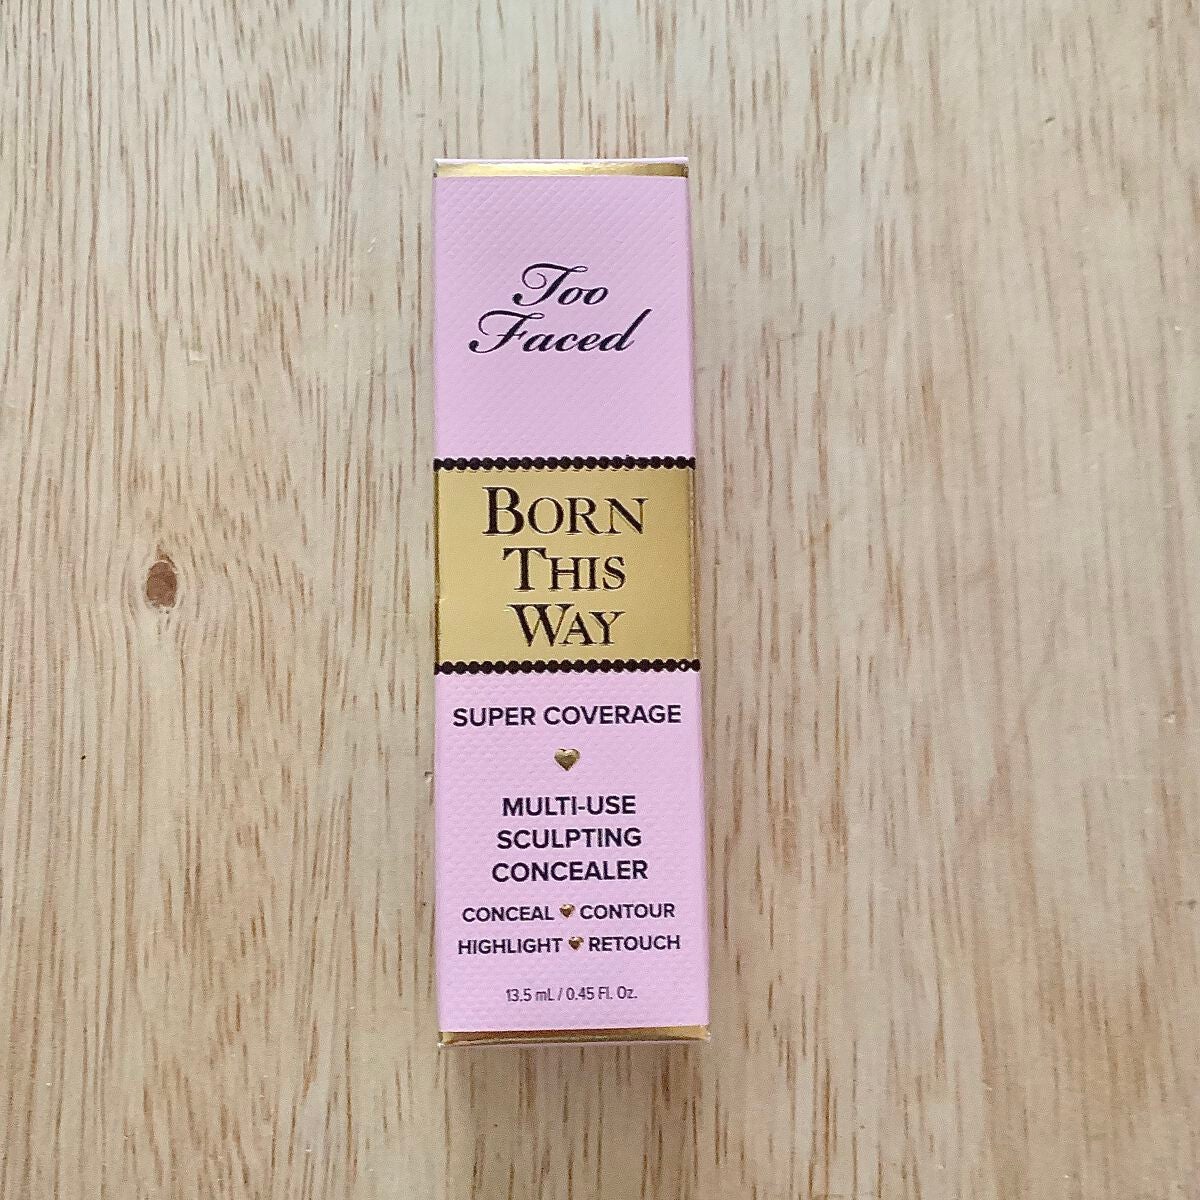 Too
Faced
BORN
THIS
WAY
SUPER COVERAGE
MULTI-USE
SCULPTING
CONCEALER
CONCEAL CONTOUR
HIGHLIGHT RETOUCH
13.5 mL / 0.45 Fl. Oz.